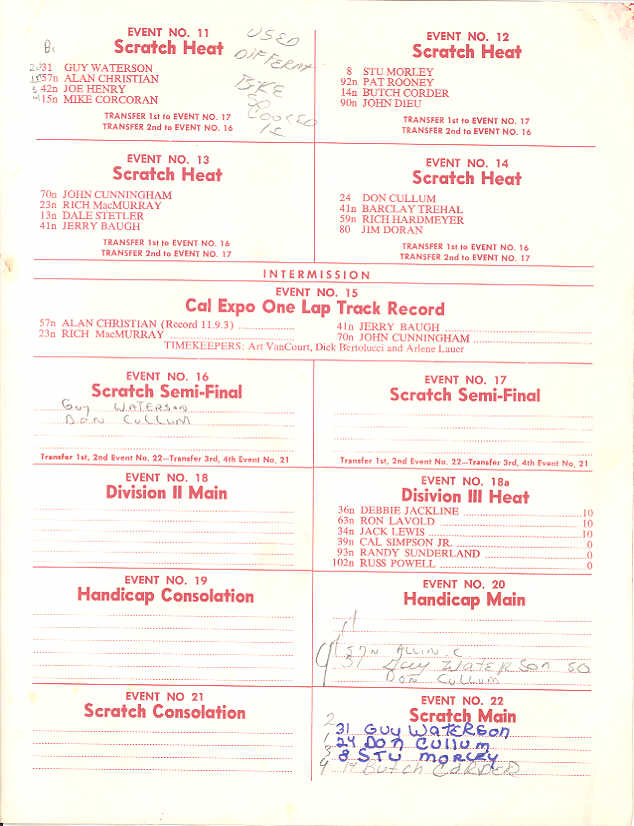 EVENT NO. 11
Scratch Heat
31 GUY WATERSON
57n ALAN CHRISTIAN
42n JOE HENRY
15n MIKE CORCORAN
TRANSFER 1st to EVENT NO. 17
TRANSFER 2nd to EVENT NO. 16
USED
DIFFERNT
BIKE
EVENT NO. 12
Scratch Heat
8 STU MORLEY
92n PAT ROONEY
14n BUTCH CORDER
90n JOHN DIEU
TRANSFER 1st to EVENT NO. 17
TRANSFER 2nd to EVENT NO. 16
EVENT NO. 13
Scratch Heat
70n JOHN CUNNINGHAM
23n RICH MacMURRAY
13n DALE STETLER
41n JERRY BAUGH
TRANSFER 1st to EVENT NO. 16
TRANSFER 2nd to EVENT NO. 17
EVENT NO. 14
Scratch Heat
24 DON CULLUM
41n BARCLAY TREHAL
59n RICH HARDMEYER
80 JIM DORAN
TRANSFER 1st to EVENT NO. 16
TRANSFER 2nd to EVENT NO. 17
INTERMISSION
EVENT NO. 15
Cal Expo One Lap Track Record
57n ALAN CHRISTIAN (Record 11.9.3)
41n JERRY BAUGH
23n RICH MacMURRAY
70n JOHN CUNNINGHAM
TIMEKEEPERS: Art VanCourt, Dick Bertolucci and Arlene Lauer
EVENT NO. 16
Scratch Semi-Final
GUY WATERSON
DON CULLUM
Transfer 1st, 2nd Event No. 22—Transfer 3rd, 4th Event No. 21
EVENT NO. 17
Scratch Semi-Final
Transfer 1st, 2nd Event No. 22—Transfer 3rd, 4th Event No. 21
EVENT NO. 18
Division II Main
EVENT NO. 18a
Disivion III Heat
36n DEBBIE JACKLINE 10
63n RON LAVOLD 10
34n JACK LEWIS 10
39n CAL SIMPSON JR. 0
93n RANDY SUNDERLAND 0
102n RUSS POWELL 0
EVENT NO. 19
Handicap Consolation
EVENT NO. 20
Handicap Main
57N ALLIN. C
31 Guy WATERSON 50
DON CULLUM
EVENT NO 21
Scratch Consolation
EVENT NO. 22
Scratch Main
2 31 GUY WATERSON
1 24 DON CULLUM
3 8 STU MORLEY
4 14 Butch CORDER